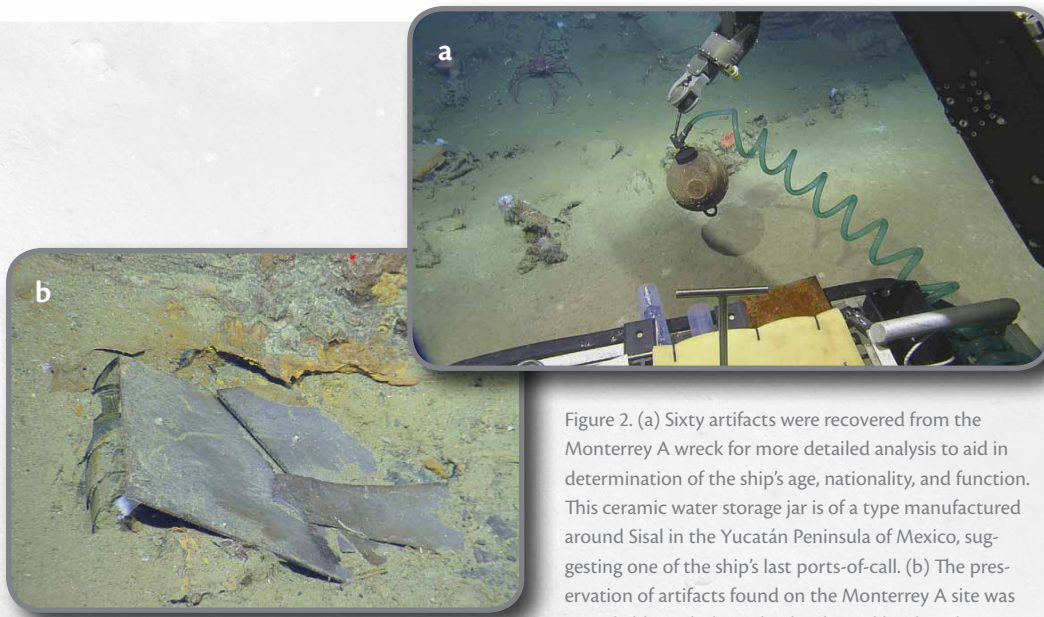 a
b
Figure 2. (a) Sixty artifacts were recovered from the
Monterrey A wreck for more detailed analysis to aid in
determination of the ship's age, nationality, and function.
This ceramic water storage jar is of a type manufactured
around Sisal in the Yucatán Peninsula of Mexico, sug-
gesting one of the ship's last ports-of-call. (b) The pres-
ervation of artifacts found on the Monterrey A site was